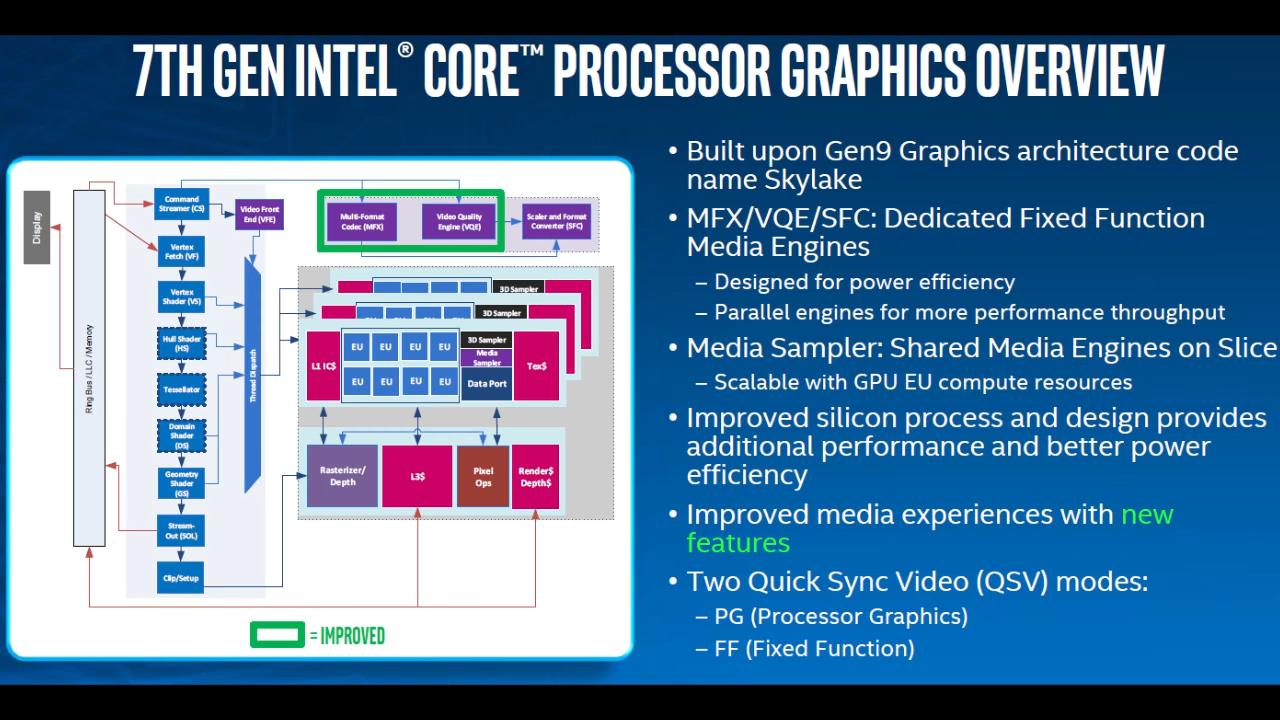 7TH GEN INTEL® CORE™ PROCESSOR GRAPHICS OVERVIEW
Display
Ring Bus / LLC / Memory
Command
Streamer (CS)
Video Front
End (VFE)
Vertex
Fetch (VF)
Vertex
Shader (VS)
Hull Shader
(HS)
Tessellator
Domain
Shader
(DS)
Geometry
Shader
(GS)
Stream-
Out (SOL)
Clip/Setup
Thread Dispatch
Multi-Format
Codec (MFX)
Video Quality
Engine (VQE)
Scaler and Format
Converter (SFC)
3D Sampler
3D Sampler
L1 IC$
EU EU EU EU
EU EU EU EU
3D Sampler
Media
Sampler
Data Port
Tex$
Rasterizer/
Depth
L3$
Pixel
Ops
Render$
Depth$
= IMPROVED
• Built upon Gen9 Graphics architecture code
name Skylake
• MFX/VQE/SFC: Dedicated Fixed Function
Media Engines
– Designed for power efficiency
– Parallel engines for more performance throughput
• Media Sampler: Shared Media Engines on Slice
– Scalable with GPU EU compute resources
• Improved silicon process and design provides
additional performance and better power
efficiency
• Improved media experiences with new
features
• Two Quick Sync Video (QSV) modes:
– PG (Processor Graphics)
– FF (Fixed Function)